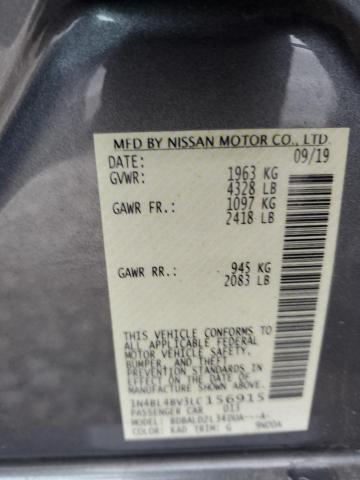 MFD BY NISSAN MOTOR CO., LTD.
DATE: 09/19
GVWR: 1963 KG
4328 LB
GAWR FR.: 1097 KG
2418 LB
GAWR RR.: 945 KG
2083 LB
THIS VEHICLE CONFORMS TO
ALL APPLICABLE FEDERAL
MOTOR VEHICLE SAFETY,
BUMPER, AND THEFT
PREVENTION STANDARDS IN
EFFECT ON THE DATE OF
MANUFACTURE SHOWN ABOVE.
1N4BL4BV3LC156915
PASSENGER CAR 013
MODEL: A-
COLOR: KAD TRIM: G